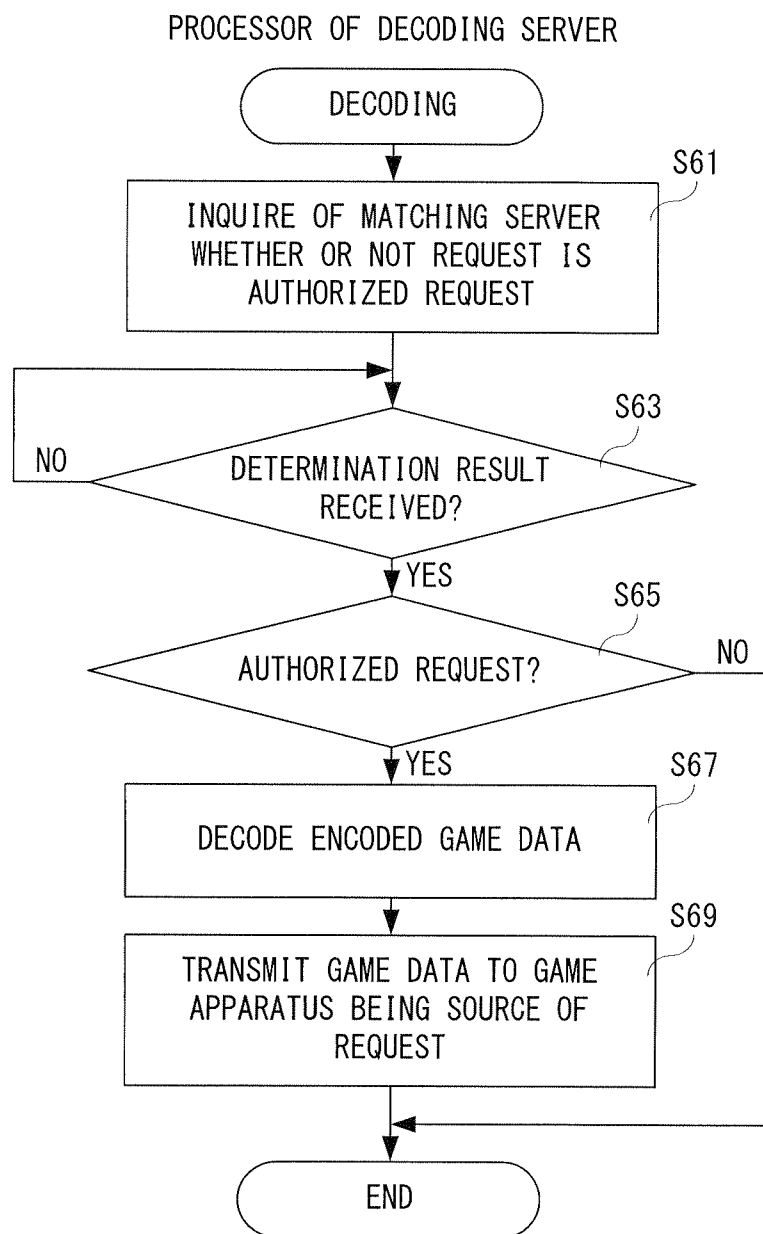 PROCESSOR OF DECODING SERVER
DECODING
S61
INQUIRE OF MATCHING SERVER
WHETHER OR NOT REQUEST IS
AUTHORIZED REQUEST
S63
NO
DETERMINATION RESULT
RECEIVED?
YES
S65
AUTHORIZED REQUEST?
NO
YES
S67
DECODE ENCODED GAME DATA
S69
TRANSMIT GAME DATA TO GAME
APPARATUS BEING SOURCE OF
REQUEST
END